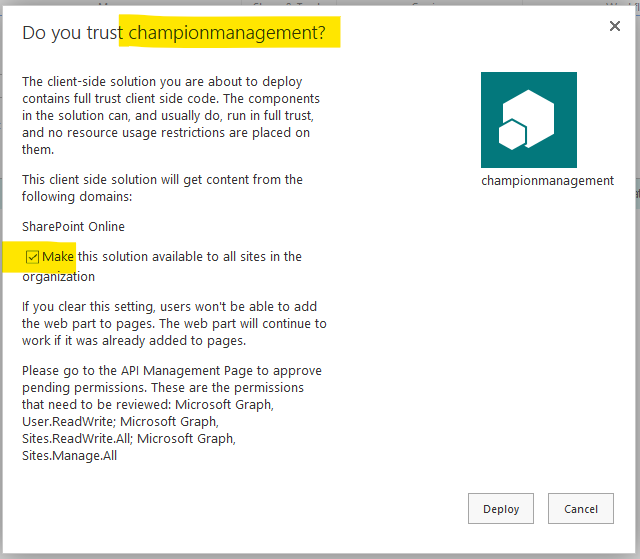 Do you trust championmanagement?
The client-side solution you are about to deploy
contains full trust client side code. The components
in the solution can, and usually do, run in full trust,
and no resource usage restrictions are placed on
them.
This client side solution will get content from the
following domains:
SharePoint Online
Make this solution available to all sites in the
organization
If you clear this setting, users won't be able to add
the web part to pages. The web part will continue to
work if it was already added to pages.
Please go to the API Management Page to approve
pending permissions. These are the permissions
that need to be reviewed: Microsoft Graph,
User.ReadWrite; Microsoft Graph,
Sites.ReadWrite.All; Microsoft Graph,
Sites.Manage.All
championmanagement
Deploy
Cancel